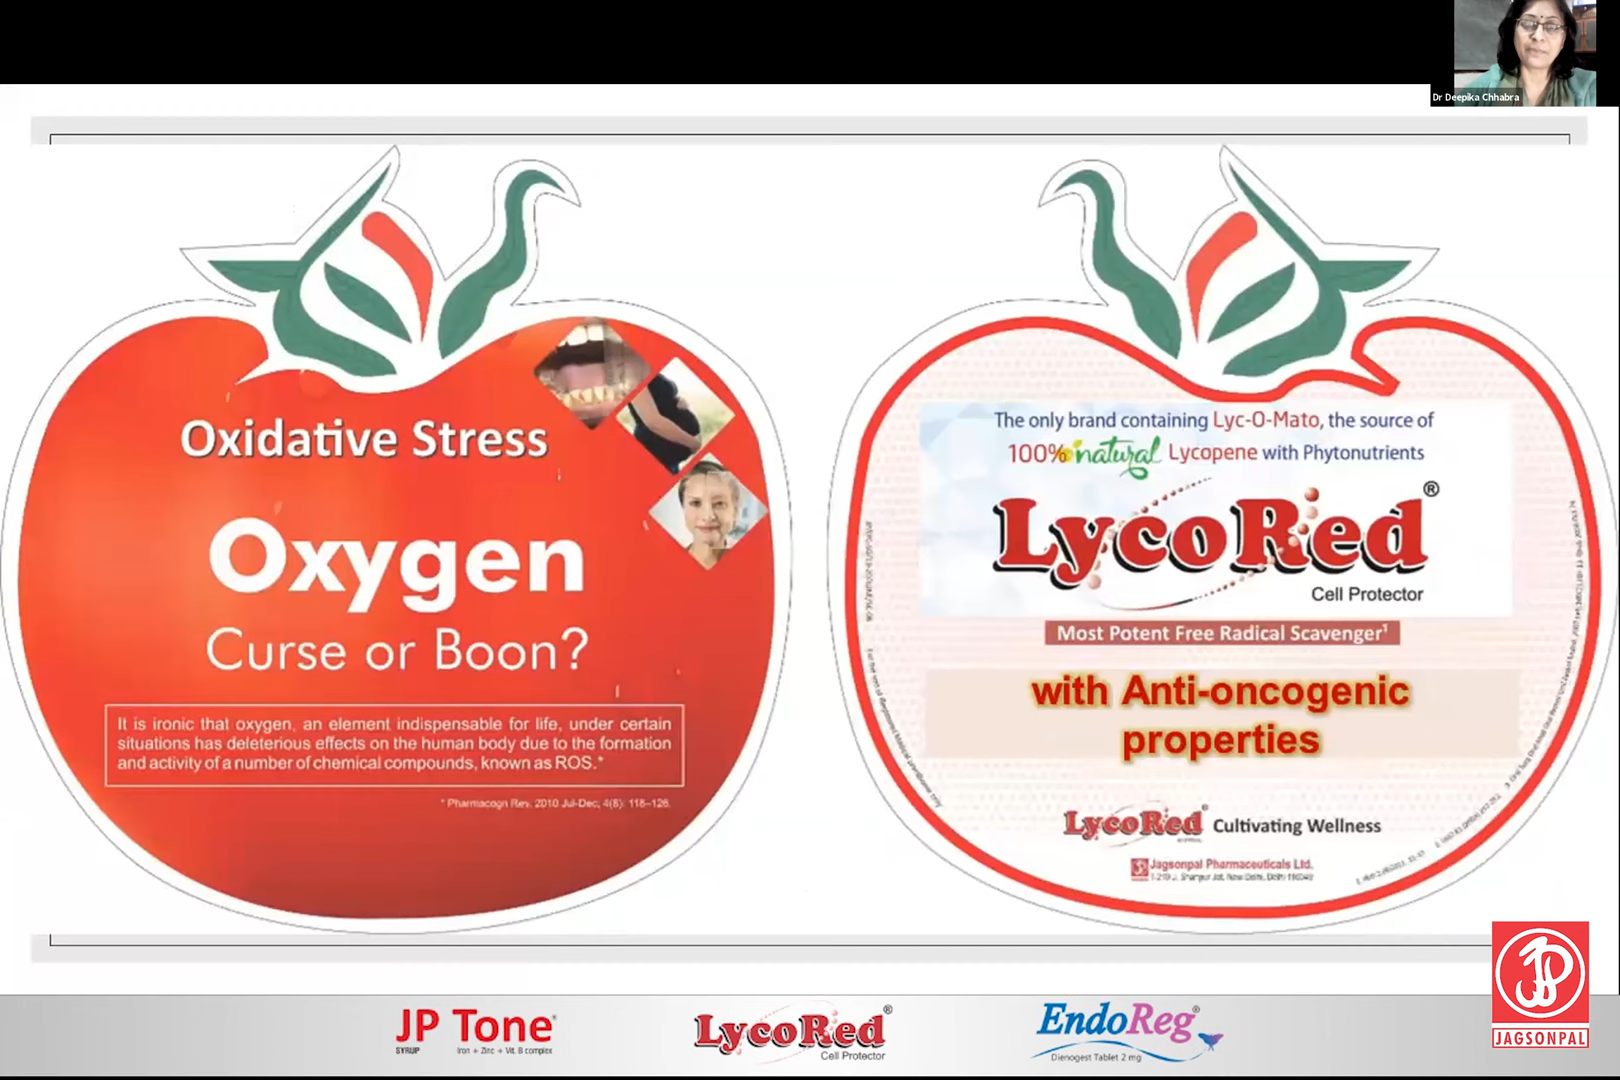 Dr Deepika Chhabra
Oxidative Stress
Oxygen
Curse or Boon?
It is ironic that oxygen, an element indispensable for life, under certain
situations has deleterious effects on the human body due to the formation
and activity of a number of chemical compounds, known as ROS.*
* Pharmacogn Rev. 2010 Jul-Dec; 4(8): 118–126.
The only brand containing Lyc-O-Mato, the source of
100% natural Lycopene with Phytonutrients
LycoRed®
Cell Protector
Most Potent Free Radical Scavenger¹
with Anti-oncogenic
properties
LycoRed® Cultivating Wellness
Jagsonpal Pharmaceuticals Ltd.
JP Tone
SYRUP Iron + Zinc + Vit. B complex
LycoRed®
Cell Protector
EndoReg®
Dienogest Tablet 2 mg
JAGSONPAL